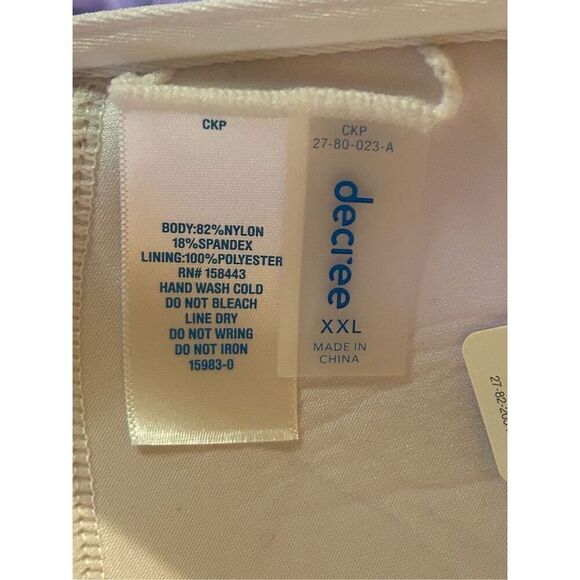 CKP
BODY:82%NYLON
18%SPANDEX
LINING:100%POLYESTER
RN# 158443
HAND WASH COLD
DO NOT BLEACH
LINE DRY
DO NOT WRING
DO NOT IRON
15983-0
CKP
27-80-023-A
decree
XXL
MADE IN
CHINA